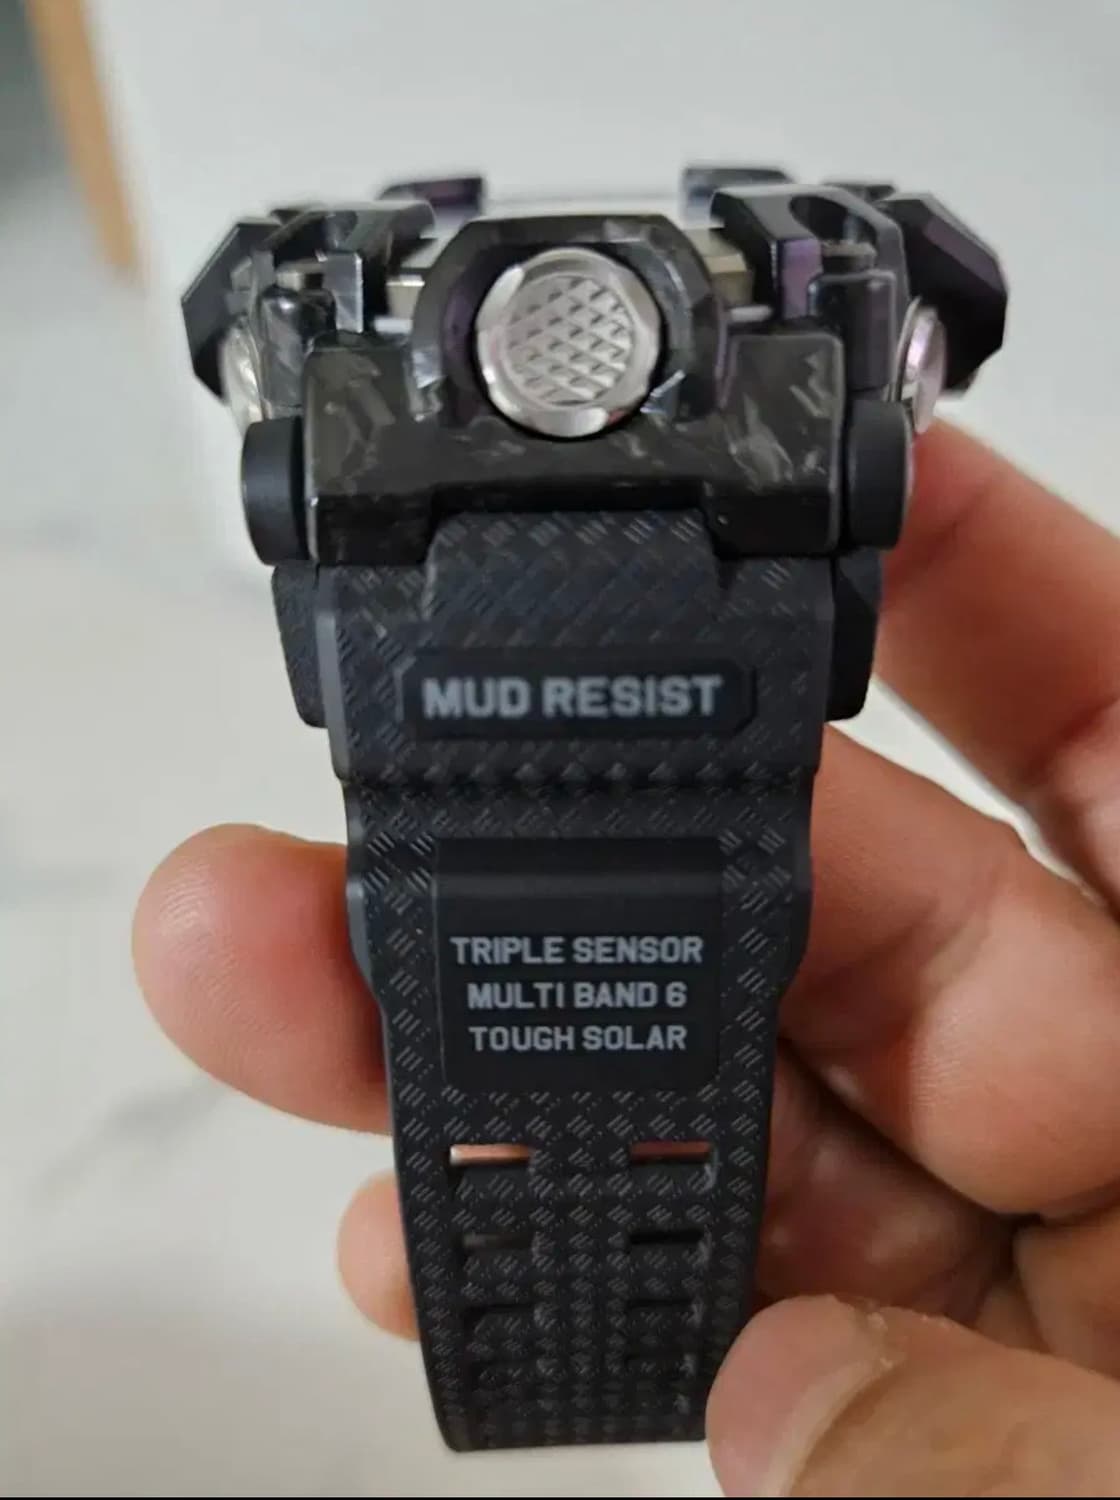 MUD RESIST
TRIPLE SENSOR
MULTI BAND 6
TOUGH SOLAR